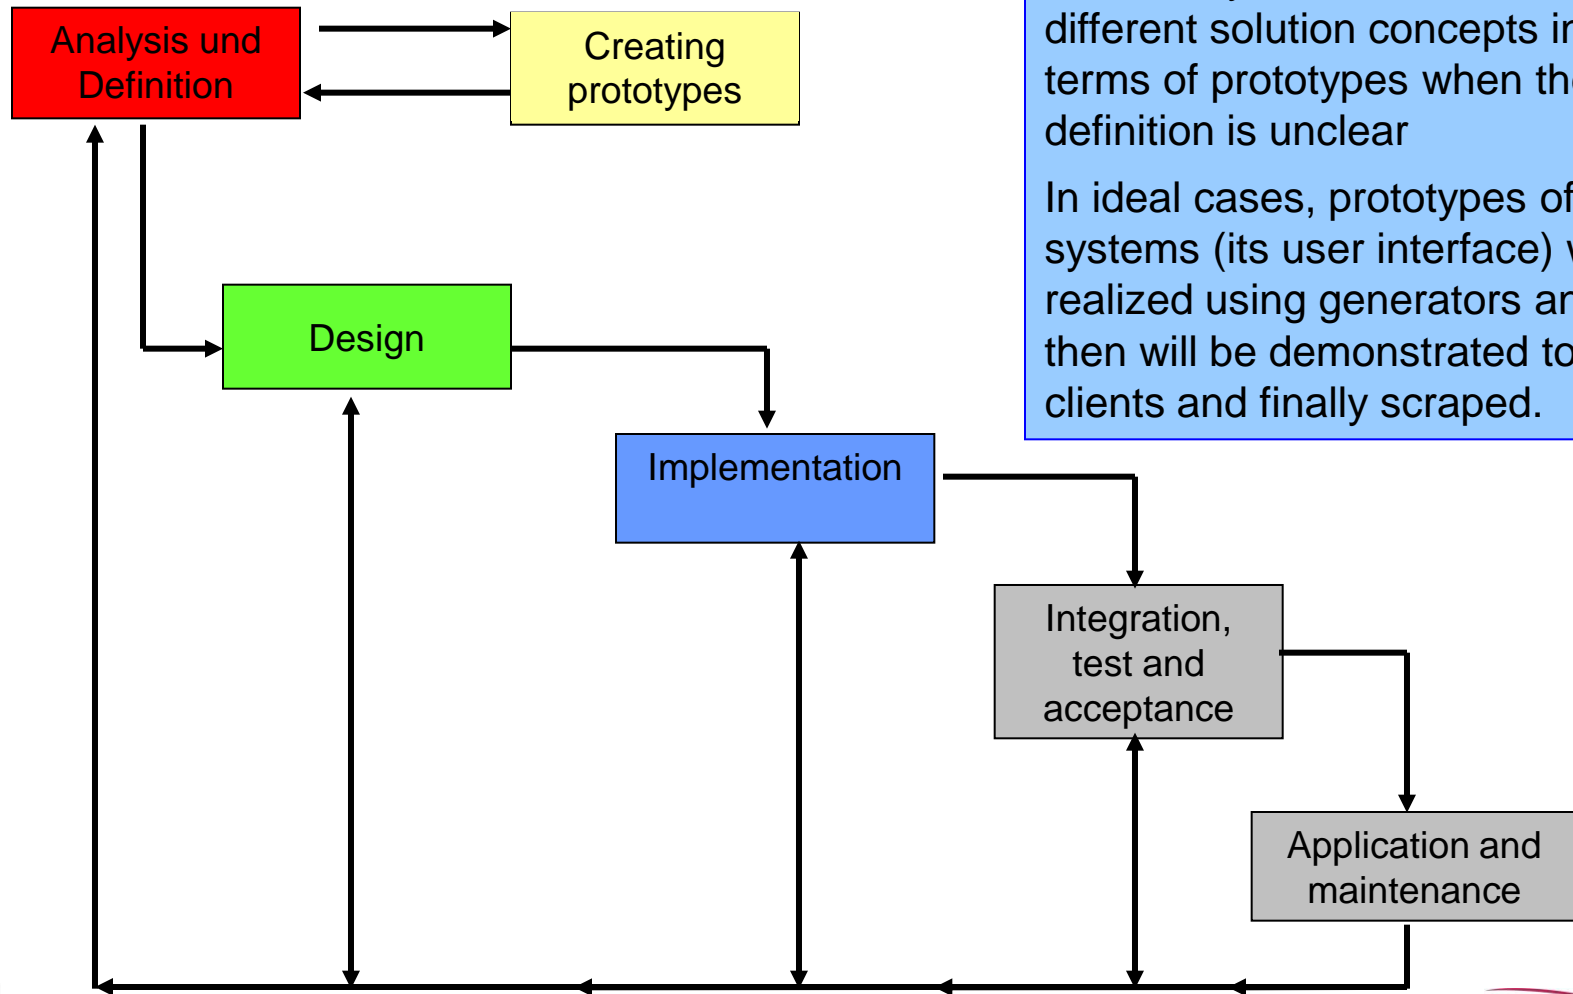 Analysis und
Definition
Creating
prototypes
different solution concepts in
terms of prototypes when the
definition is unclear
In ideal cases, prototypes of
systems (its user interface)
realized using generators
then will be demonstrated to
clients and finally scraped.
Design
Implementation
Integration,
test and
acceptance
Application and
maintenance